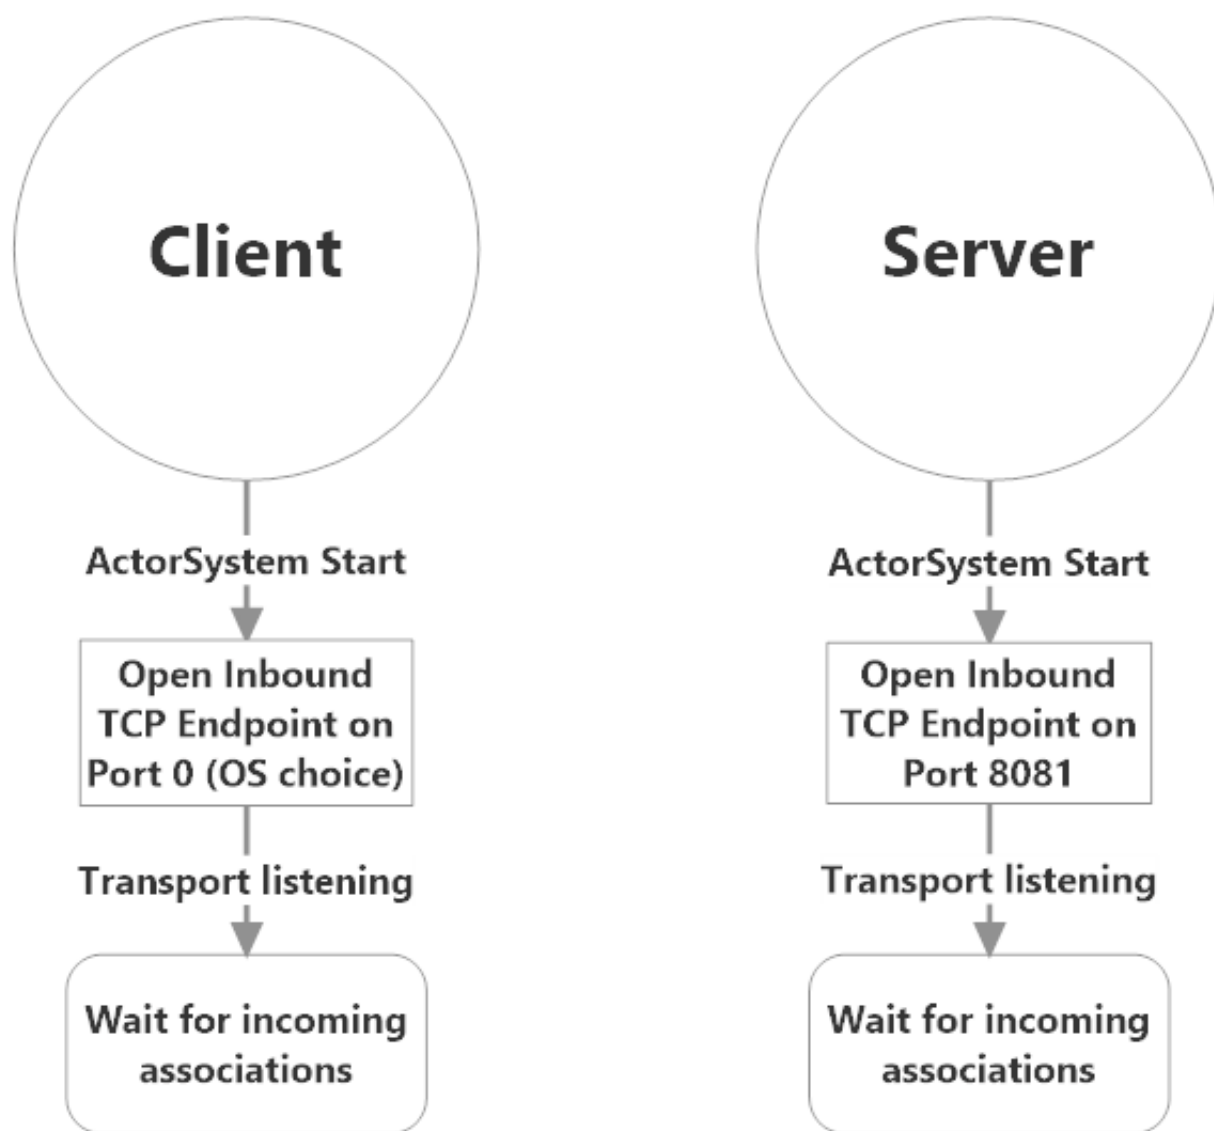 Client
ActorSystem Start
Open Inbound
TCP Endpoint on
Port 0 (OS choice)
Transport listening
Wait for incoming
associations
Server
ActorSystem Start
Open Inbound
TCP Endpoint on
Port 8081
Transport listening
Wait for incoming
associations